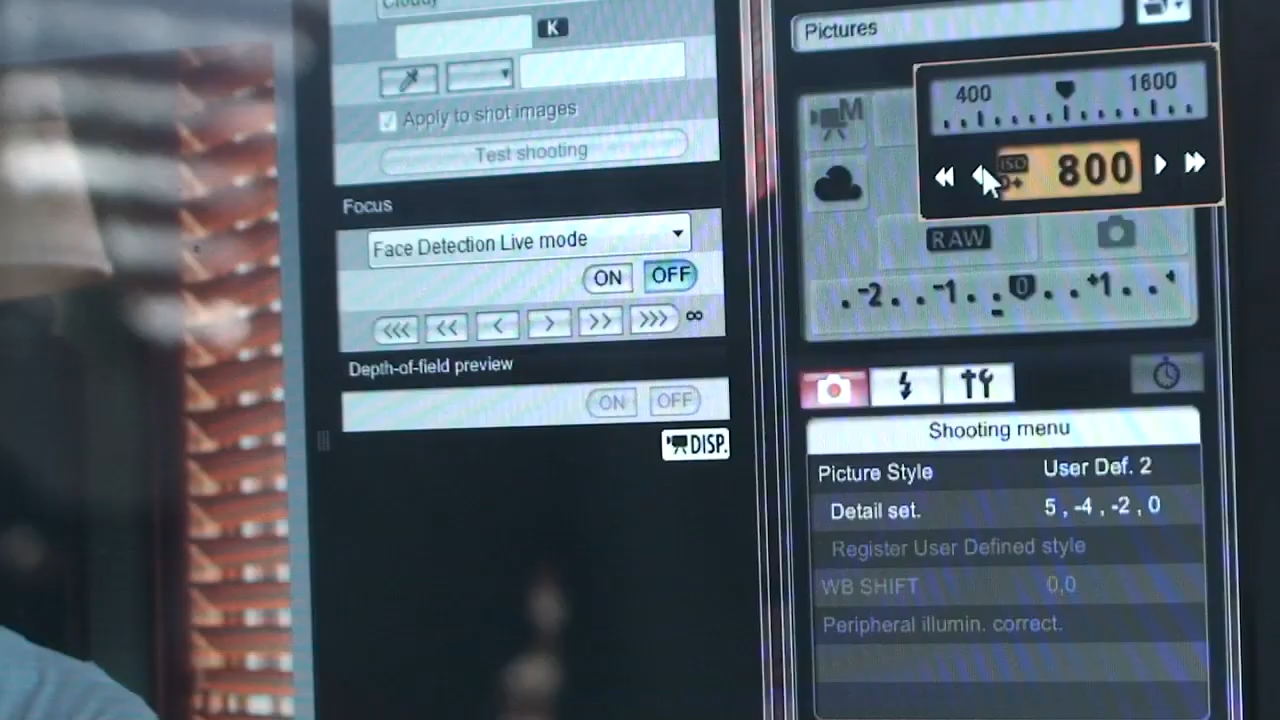 Cloudy
K
Apply to shot images
Test shooting
Focus
Face Detection Live mode
ON OFF
<<< << < > >> >>> ∞
Depth-of-field preview
ON OFF
DISP.
Pictures
400 1600
ISO 800
M
RAW
-2 -1 0 +1
Shooting menu
Picture Style User Def. 2
Detail set. 5 , -4 , -2 , 0
Register User Defined style
WB SHIFT 0,0
Peripheral illumin. correct.